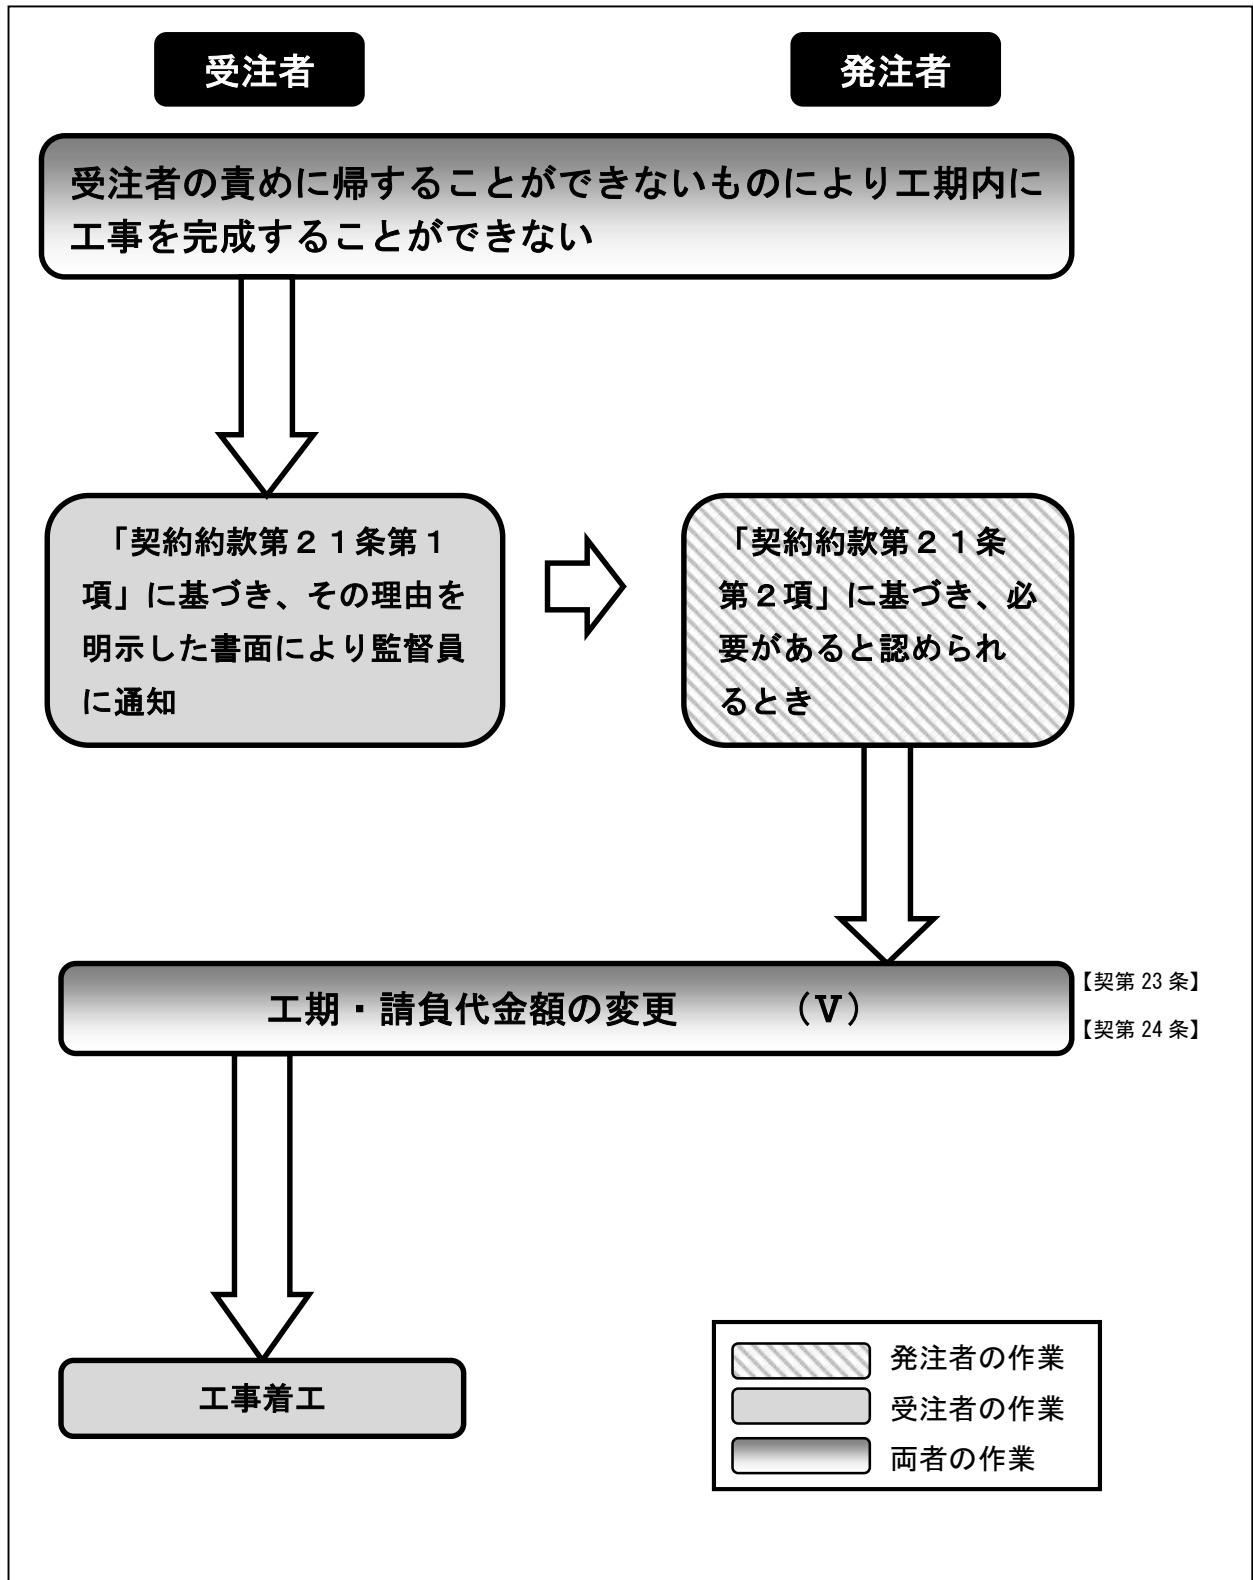 受注者
発注者
受注者の責めに帰することができないものにより工期内に
工事を完成することができない
「契約約款第２１条第１
項」に基づき、その理由を
明示した書面により監督員
に通知
「契約約款第２１条
第２項」に基づき、必
要があると認められ
るとき
工期・請負代金額の変更　　　（Ⅴ）
【契第 23 条】
【契第 24 条】
工事着工
発注者の作業
受注者の作業
両者の作業